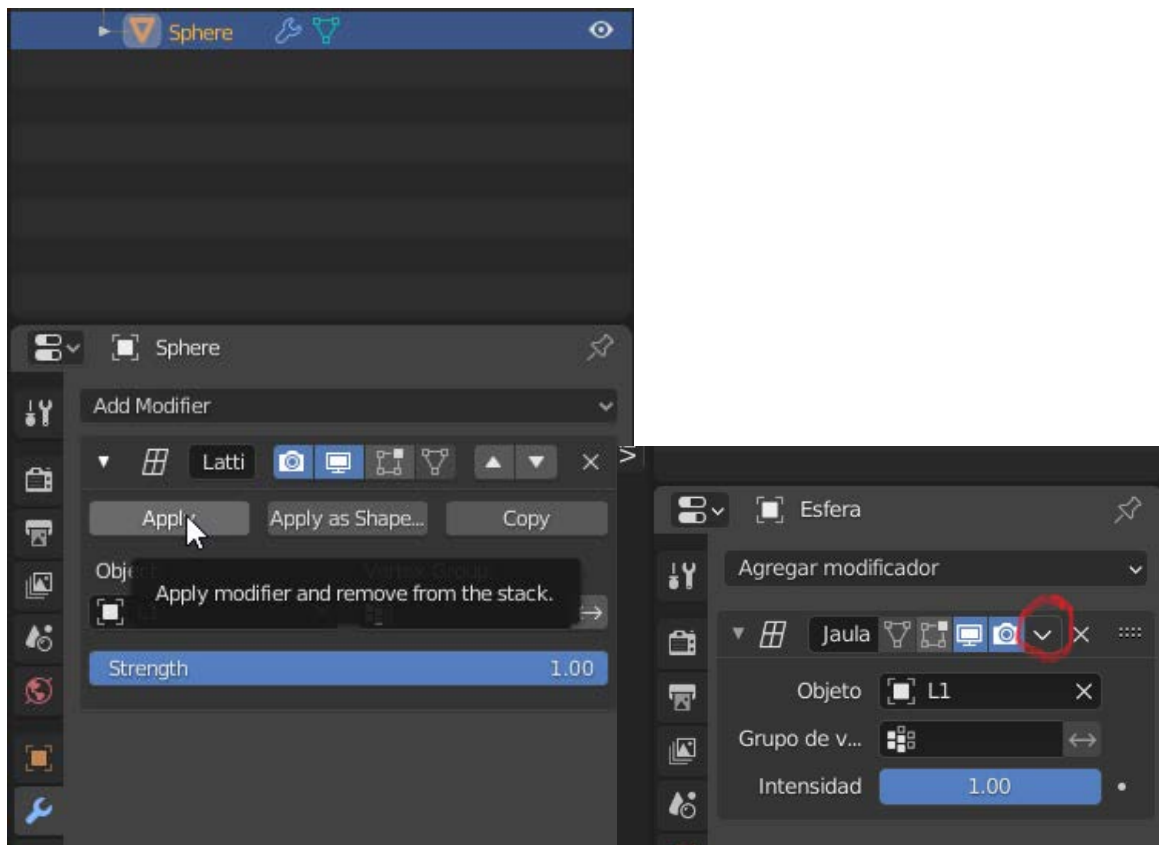 Sphere
Sphere
Add Modifier
Latti
Apply
Apply as Shape... Copy
Apply modifier and remove from the stack.
Strength 1.00
Esfera
Agregar modificador
Jaula
Objeto L1
Grupo de v...
Intensidad 1.00